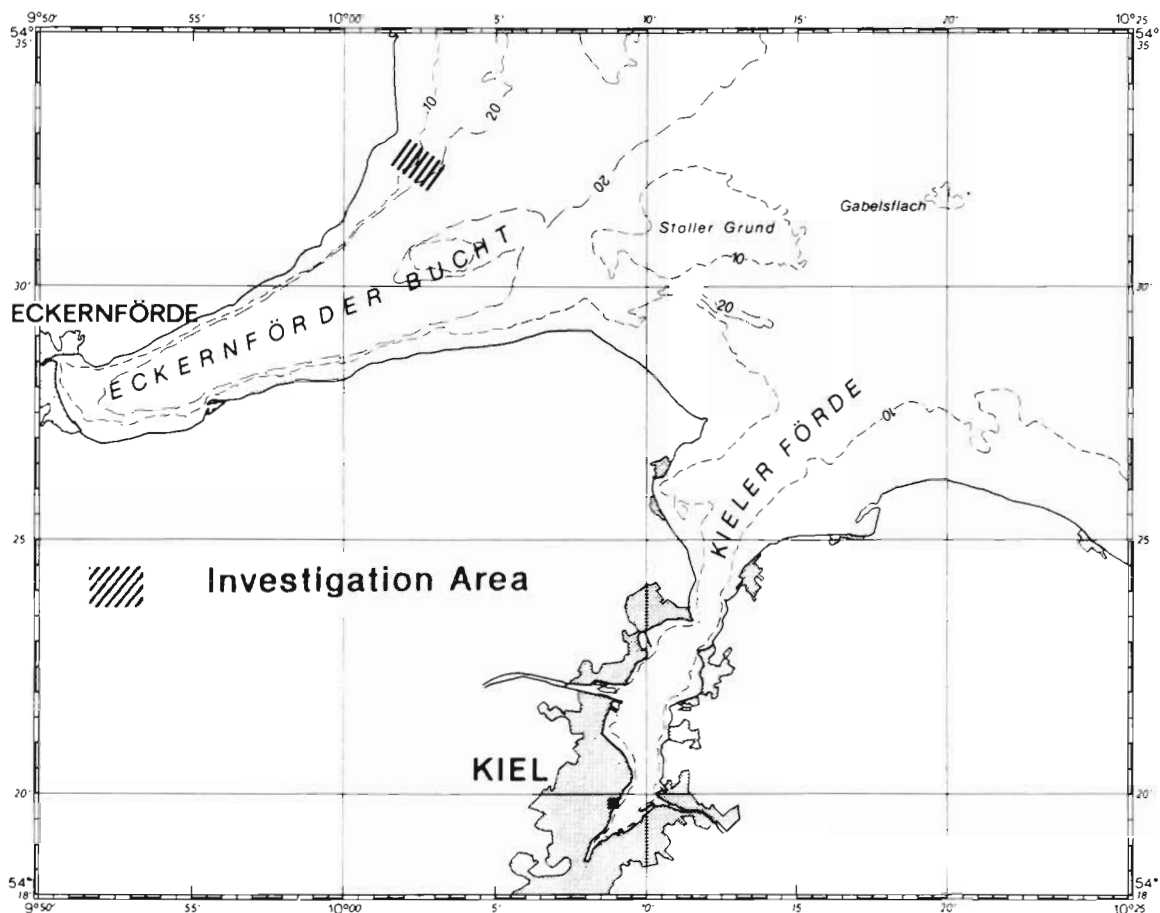 9°50' 55' 10°00 5' 10' 15' 20' 10°25
54° 54°
35' 35'
10
20
20
Gabelsflach
Stoller Grund
10
30' 30'
ECKERNFÖRDE
ECKERNFÖRDER BUCHT
20
KIELER FÖRDE
10
25 25
Investigation Area
KIEL
20' 20'
54° 54°
18' 18'
9°50' 55' 10°00 5' 10' 15 20' 10°25